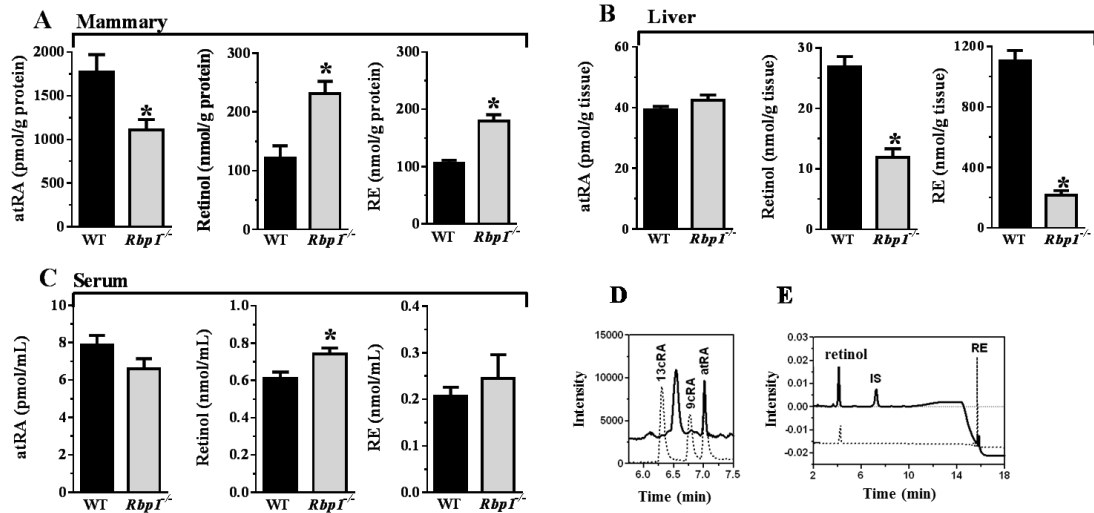 A
Mammary
atRA (pmol/g protein)
2000
1500
1000
500
0
*
WT
Rbp1-/-
Retinol (nmol/g protein)
300
200
100
0
*
WT
Rbp1-/-
RE (nmol/g protein)
300
200
100
0
*
WT
Rbp1-/-
B
Liver
atRA (pmol/g tissue)
60
40
20
0
WT
Rbp1-/-
Retinol (nmol/g tissue)
30
20
10
0
*
WT
Rbp1-/-
RE (nmol/g tissue)
1200
900
600
300
0
*
WT
Rbp1-/-
C
Serum
atRA (pmol/mL)
10
8
6
4
2
0
WT
Rbp1-/-
Retinol (nmol/mL)
1.0
0.8
0.6
0.4
0.2
0.0
*
WT
Rbp1-/-
RE (nmol/mL)
0.4
0.3
0.2
0.1
0.0
WT
Rbp1-/-
D
Intensity
15000
10000
5000
0
13cRA
9cRA
atRA
6.0 6.5 7.0 7.5
Time (min)
E
Intensity
0.03
0.02
0.01
0.00
-0.01
-0.02
retinol
IS
RE
2 6 10 14 18
Time (min)